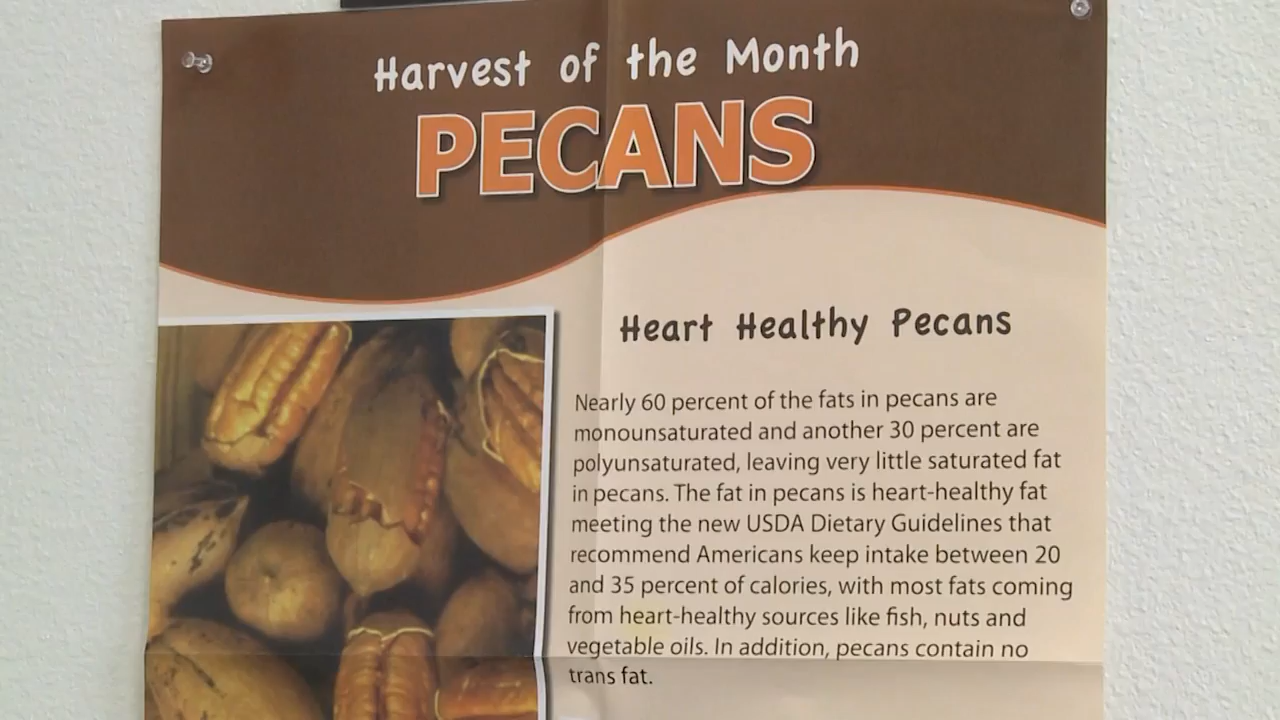 Harvest of the Month
PECANS
Heart Healthy Pecans
Nearly 60 percent of the fats in pecans are
monounsaturated and another 30 percent are
polyunsaturated, leaving very little saturated fat
in pecans. The fat in pecans is heart-healthy fat
meeting the new USDA Dietary Guidelines that
recommend Americans keep intake between 20
and 35 percent of calories, with most fats coming
from heart-healthy sources like fish, nuts and
vegetable oils. In addition, pecans contain no
trans fat.